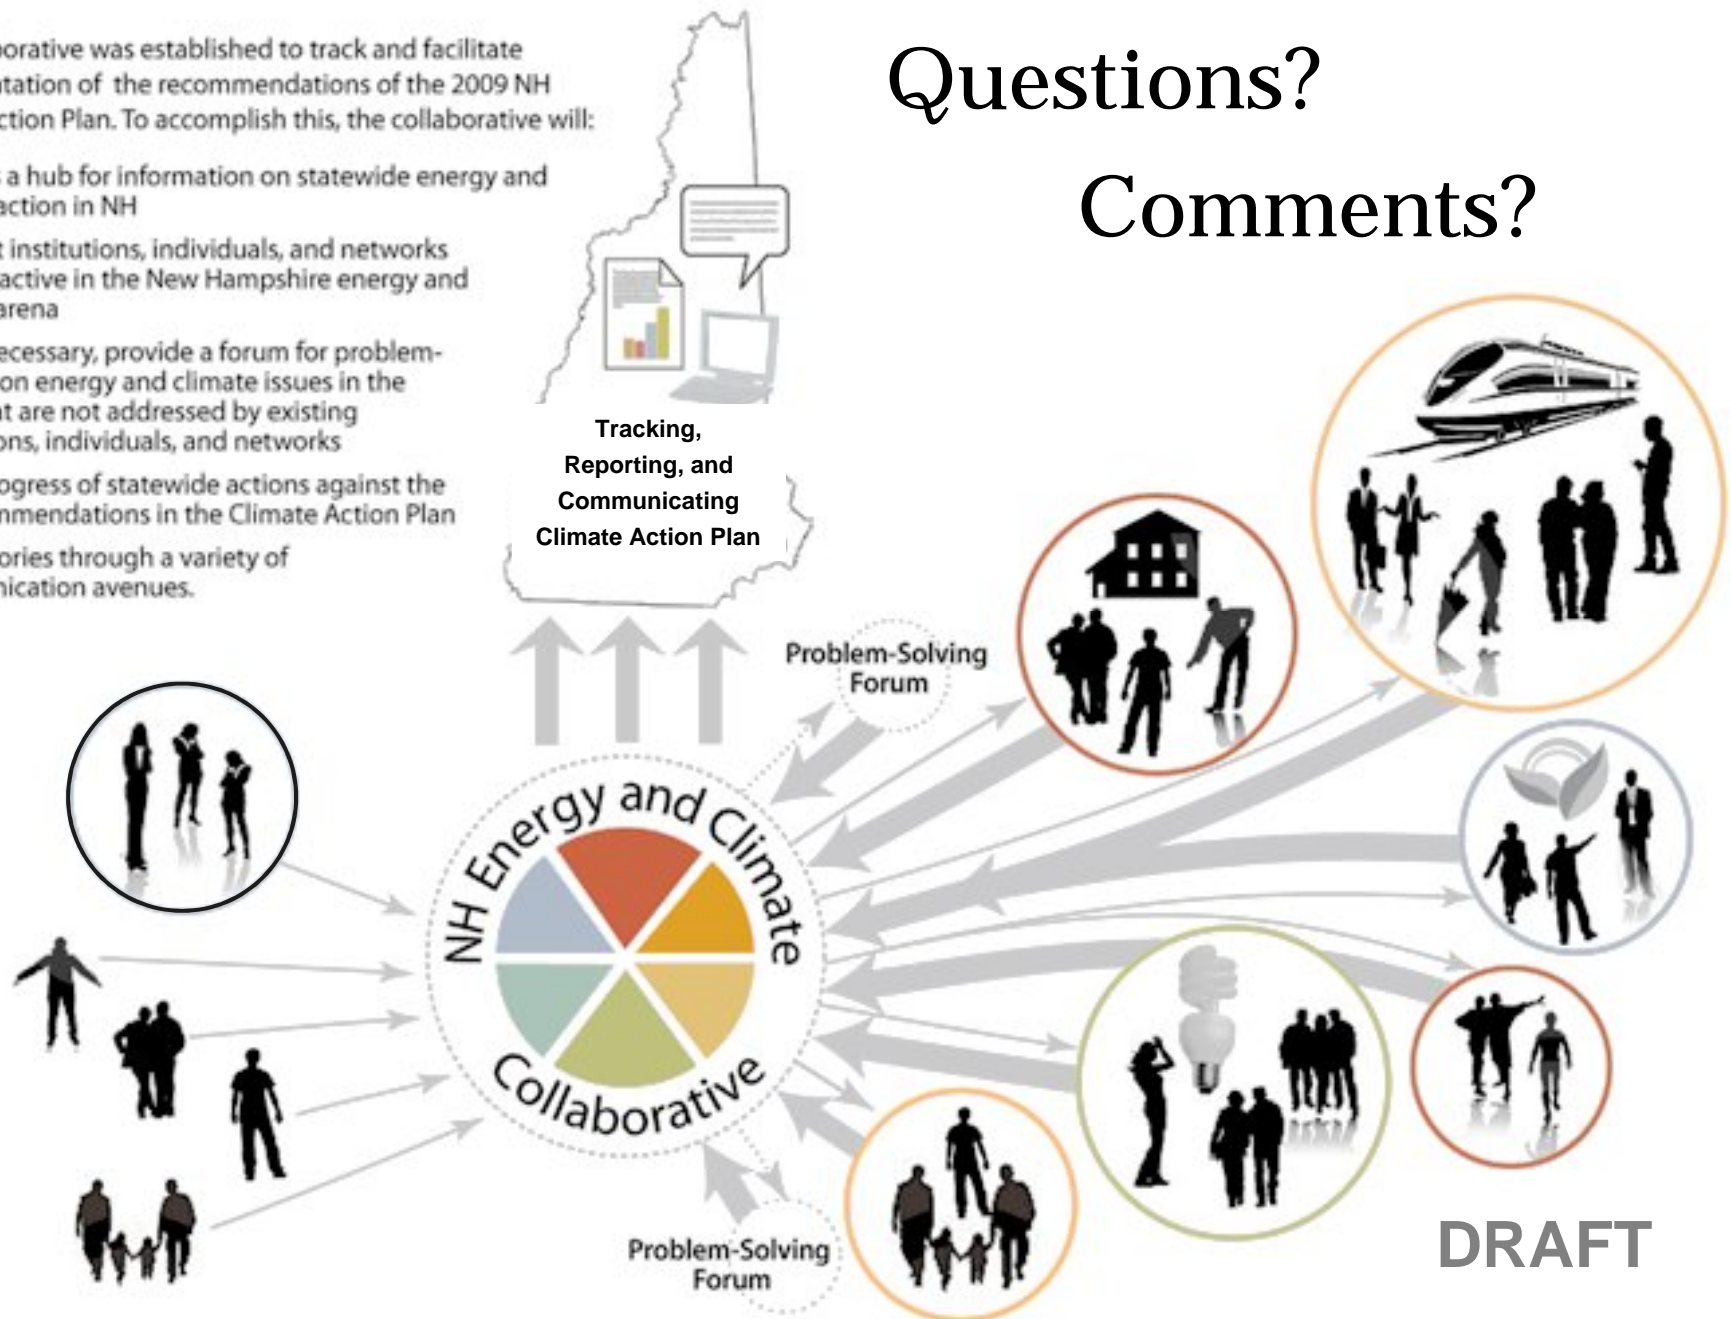 orative was established to track and facilitate
tation of the recommendations of the 2009 NH
ction Plan. To accomplish this, the collaborative will:
a hub for information on statewide energy and
action in NH
t institutions, individuals, and networks
active in the New Hampshire energy and
arena
ecessary, provide a forum for problem-
on energy and climate issues in the
at are not addressed by existing
ons, individuals, and networks
ogress of statewide actions against the
nmendations in the Climate Action Plan
ories through a variety of
nication avenues.
Questions?
Comments?
Tracking,
Reporting, and
Communicating
Climate Action Plan
Problem-Solving
Forum
NH Energy and Climate
Collaborative
Problem-Solving
Forum
DRAFT